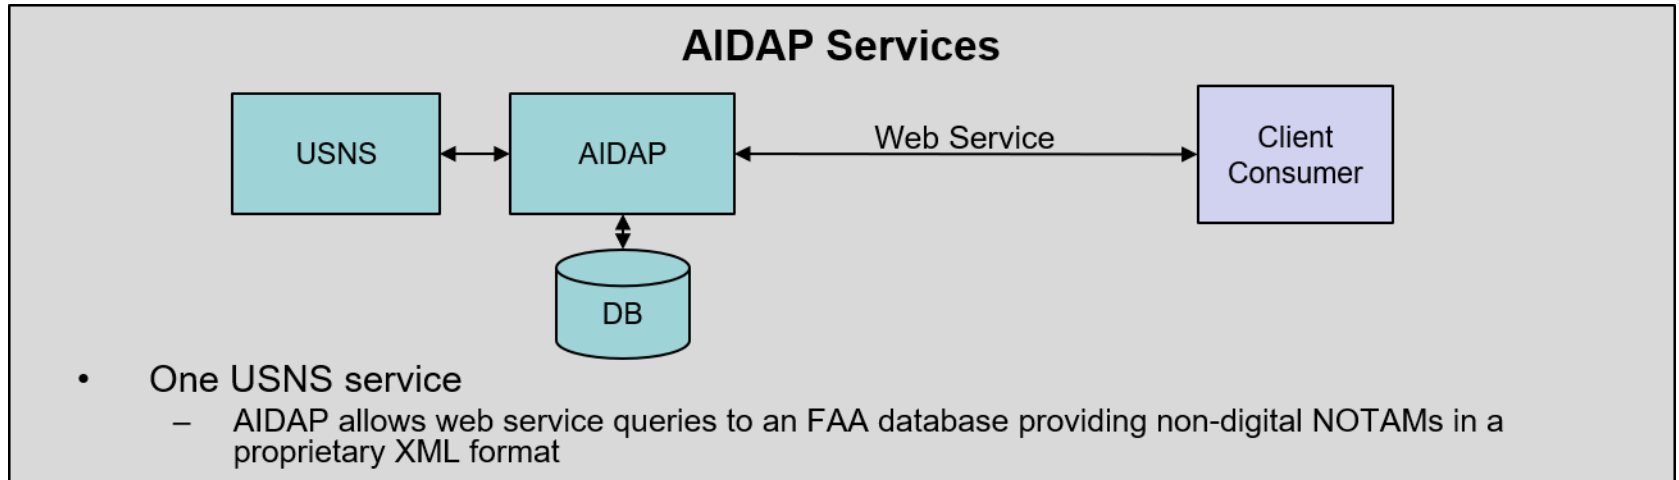 AIDAP Services
USNS
AIDAP
Web Service
Client
Consumer
DB
• One USNS service
– AIDAP allows web service queries to an FAA database providing non-digital NOTAMs in a
proprietary XML format